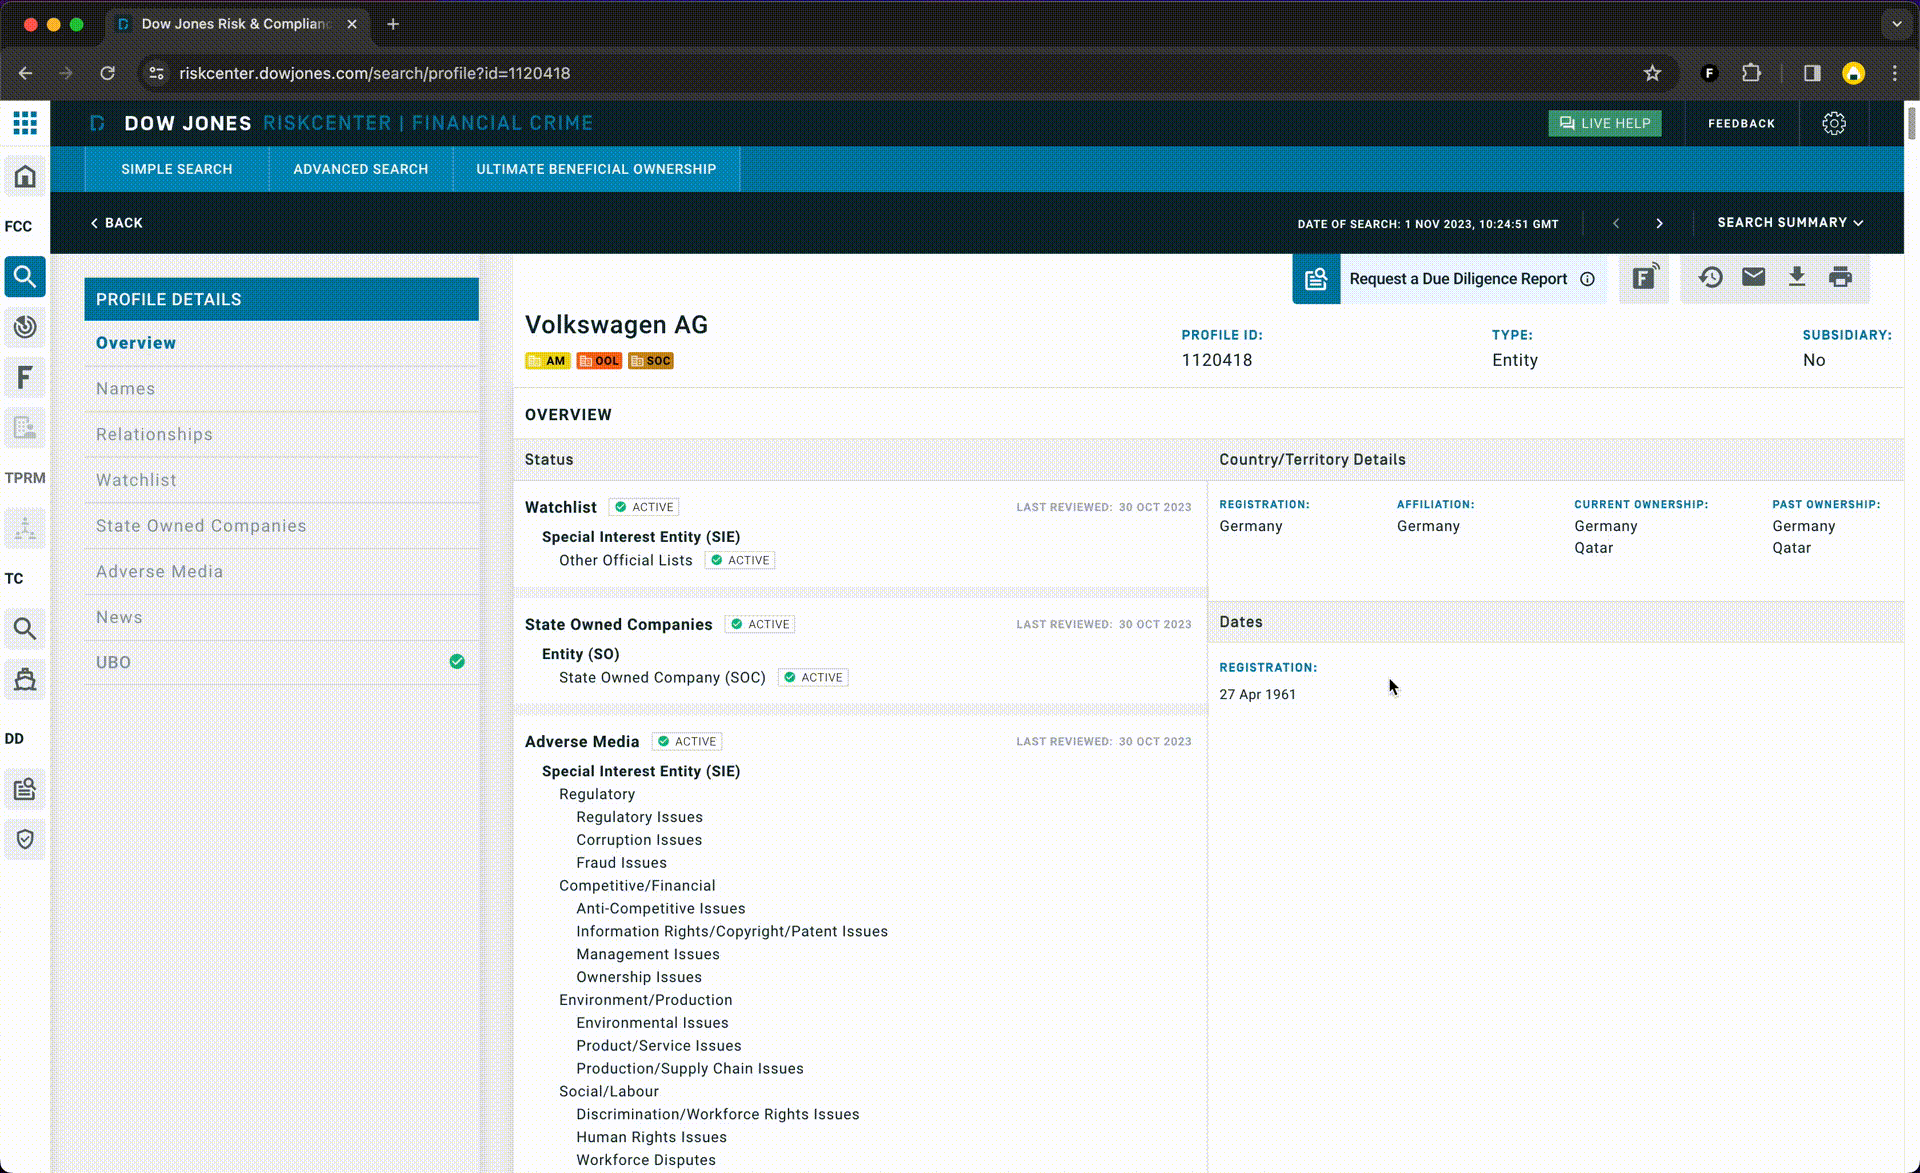 Dow Jones Risk & Complian
riskcenter.dowjones.com/search/profile?id=1120418
DOW JONES RISKCENTER | FINANCIAL CRIME
LIVE HELP
FEEDBACK
SIMPLE SEARCH
ADVANCED SEARCH
ULTIMATE BENEFICIAL OWNERSHIP
BACK
DATE OF SEARCH: 1 NOV 2023, 10:24:51 GMT
SEARCH SUMMARY
FCC
TPRM
TC
DD
PROFILE DETAILS
Overview
Names
Relationships
Watchlist
State Owned Companies
Adverse Media
News
UBO
Request a Due Diligence Report
Volkswagen AG
AM
OOL
SOC
PROFILE ID:
1120418
TYPE:
Entity
SUBSIDIARY:
No
OVERVIEW
Status
Watchlist ACTIVE LAST REVIEWED: 30 OCT 2023
Special Interest Entity (SIE)
Other Official Lists ACTIVE
State Owned Companies ACTIVE LAST REVIEWED: 30 OCT 2023
Entity (SO)
State Owned Company (SOC) ACTIVE
Adverse Media ACTIVE LAST REVIEWED: 30 OCT 2023
Special Interest Entity (SIE)
Regulatory
Regulatory Issues
Corruption Issues
Fraud Issues
Competitive/Financial
Anti-Competitive Issues
Information Rights/Copyright/Patent Issues
Management Issues
Ownership Issues
Environment/Production
Environmental Issues
Product/Service Issues
Production/Supply Chain Issues
Social/Labour
Discrimination/Workforce Rights Issues
Human Rights Issues
Workforce Disputes
Country/Territory Details
REGISTRATION:
Germany
AFFILIATION:
Germany
CURRENT OWNERSHIP:
Germany
Qatar
PAST OWNERSHIP:
Germany
Qatar
Dates
REGISTRATION:
27 Apr 1961